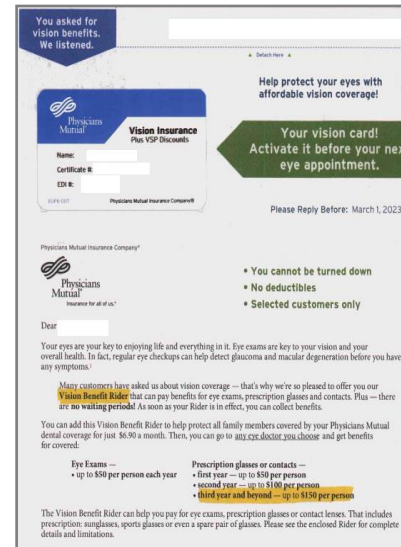 You asked for
vision benefits.
We listened.
▲ Detach Here ▲
Help protect your eyes with
affordable vision coverage!
Physicians
Mutual®
Vision Insurance
Plus VSP Discounts
Name:
Certificate #:
EDI #:
Physicians Mutual Insurance Company®
Your vision card!
Activate it before your nex
eye appointment.
Please Reply Before: March 1, 2023
Physicians Mutual Insurance Company®
Physicians
Mutual®
Insurance for all of us.®
• You cannot be turned down
• No deductibles
• Selected customers only
Dear
Your eyes are your key to enjoying life and everything in it. Eye exams are key to your vision and your
overall health. In fact, regular eye checkups can help detect glaucoma and macular degeneration before you have
any symptoms.¹
Many customers have asked us about vision coverage — that's why we're so pleased to offer you our
Vision Benefit Rider that can pay benefits for eye exams, prescription glasses and contacts. Plus — there
are no waiting periods! As soon as your Rider is in effect, you can collect benefits.
You can add this Vision Benefit Rider to help protect all family members covered by your Physicians Mutual
dental coverage for just $6.90 a month. Then, you can go to any eye doctor you choose and get benefits
for covered:
Eye Exams —
• up to $50 per person each year
Prescription glasses or contacts —
• first year — up to $50 per person
• second year — up to $100 per person
• third year and beyond — up to $150 per person
The Vision Benefit Rider can help you pay for eye exams, prescription glasses or contact lenses. That includes
prescription: sunglasses, sports glasses or even a spare pair of glasses. Please see the enclosed Rider for complete
details and limitations.